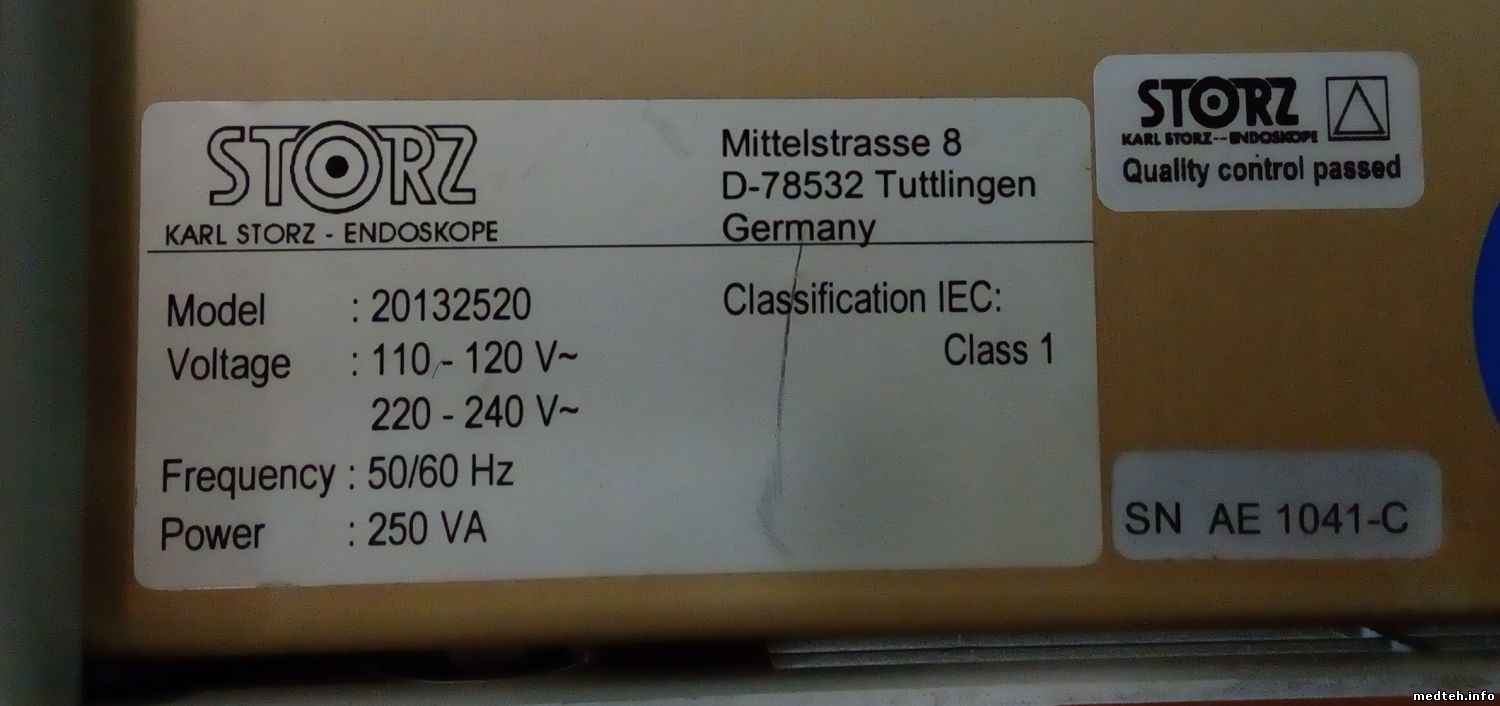 STORZ
KARL STORZ - ENDOSKOPE
Mittelstrasse 8
D-78532 Tuttlingen
Germany
Model : 20132520
Voltage : 110 - 120 V~
220 - 240 V~
Frequency : 50/60 Hz
Power : 250 VA
Classification IEC:
Class 1
STORZ
KARL STORZ--ENDOSKOPE
Quality control passed
SN AE 1041-C
medteh.info